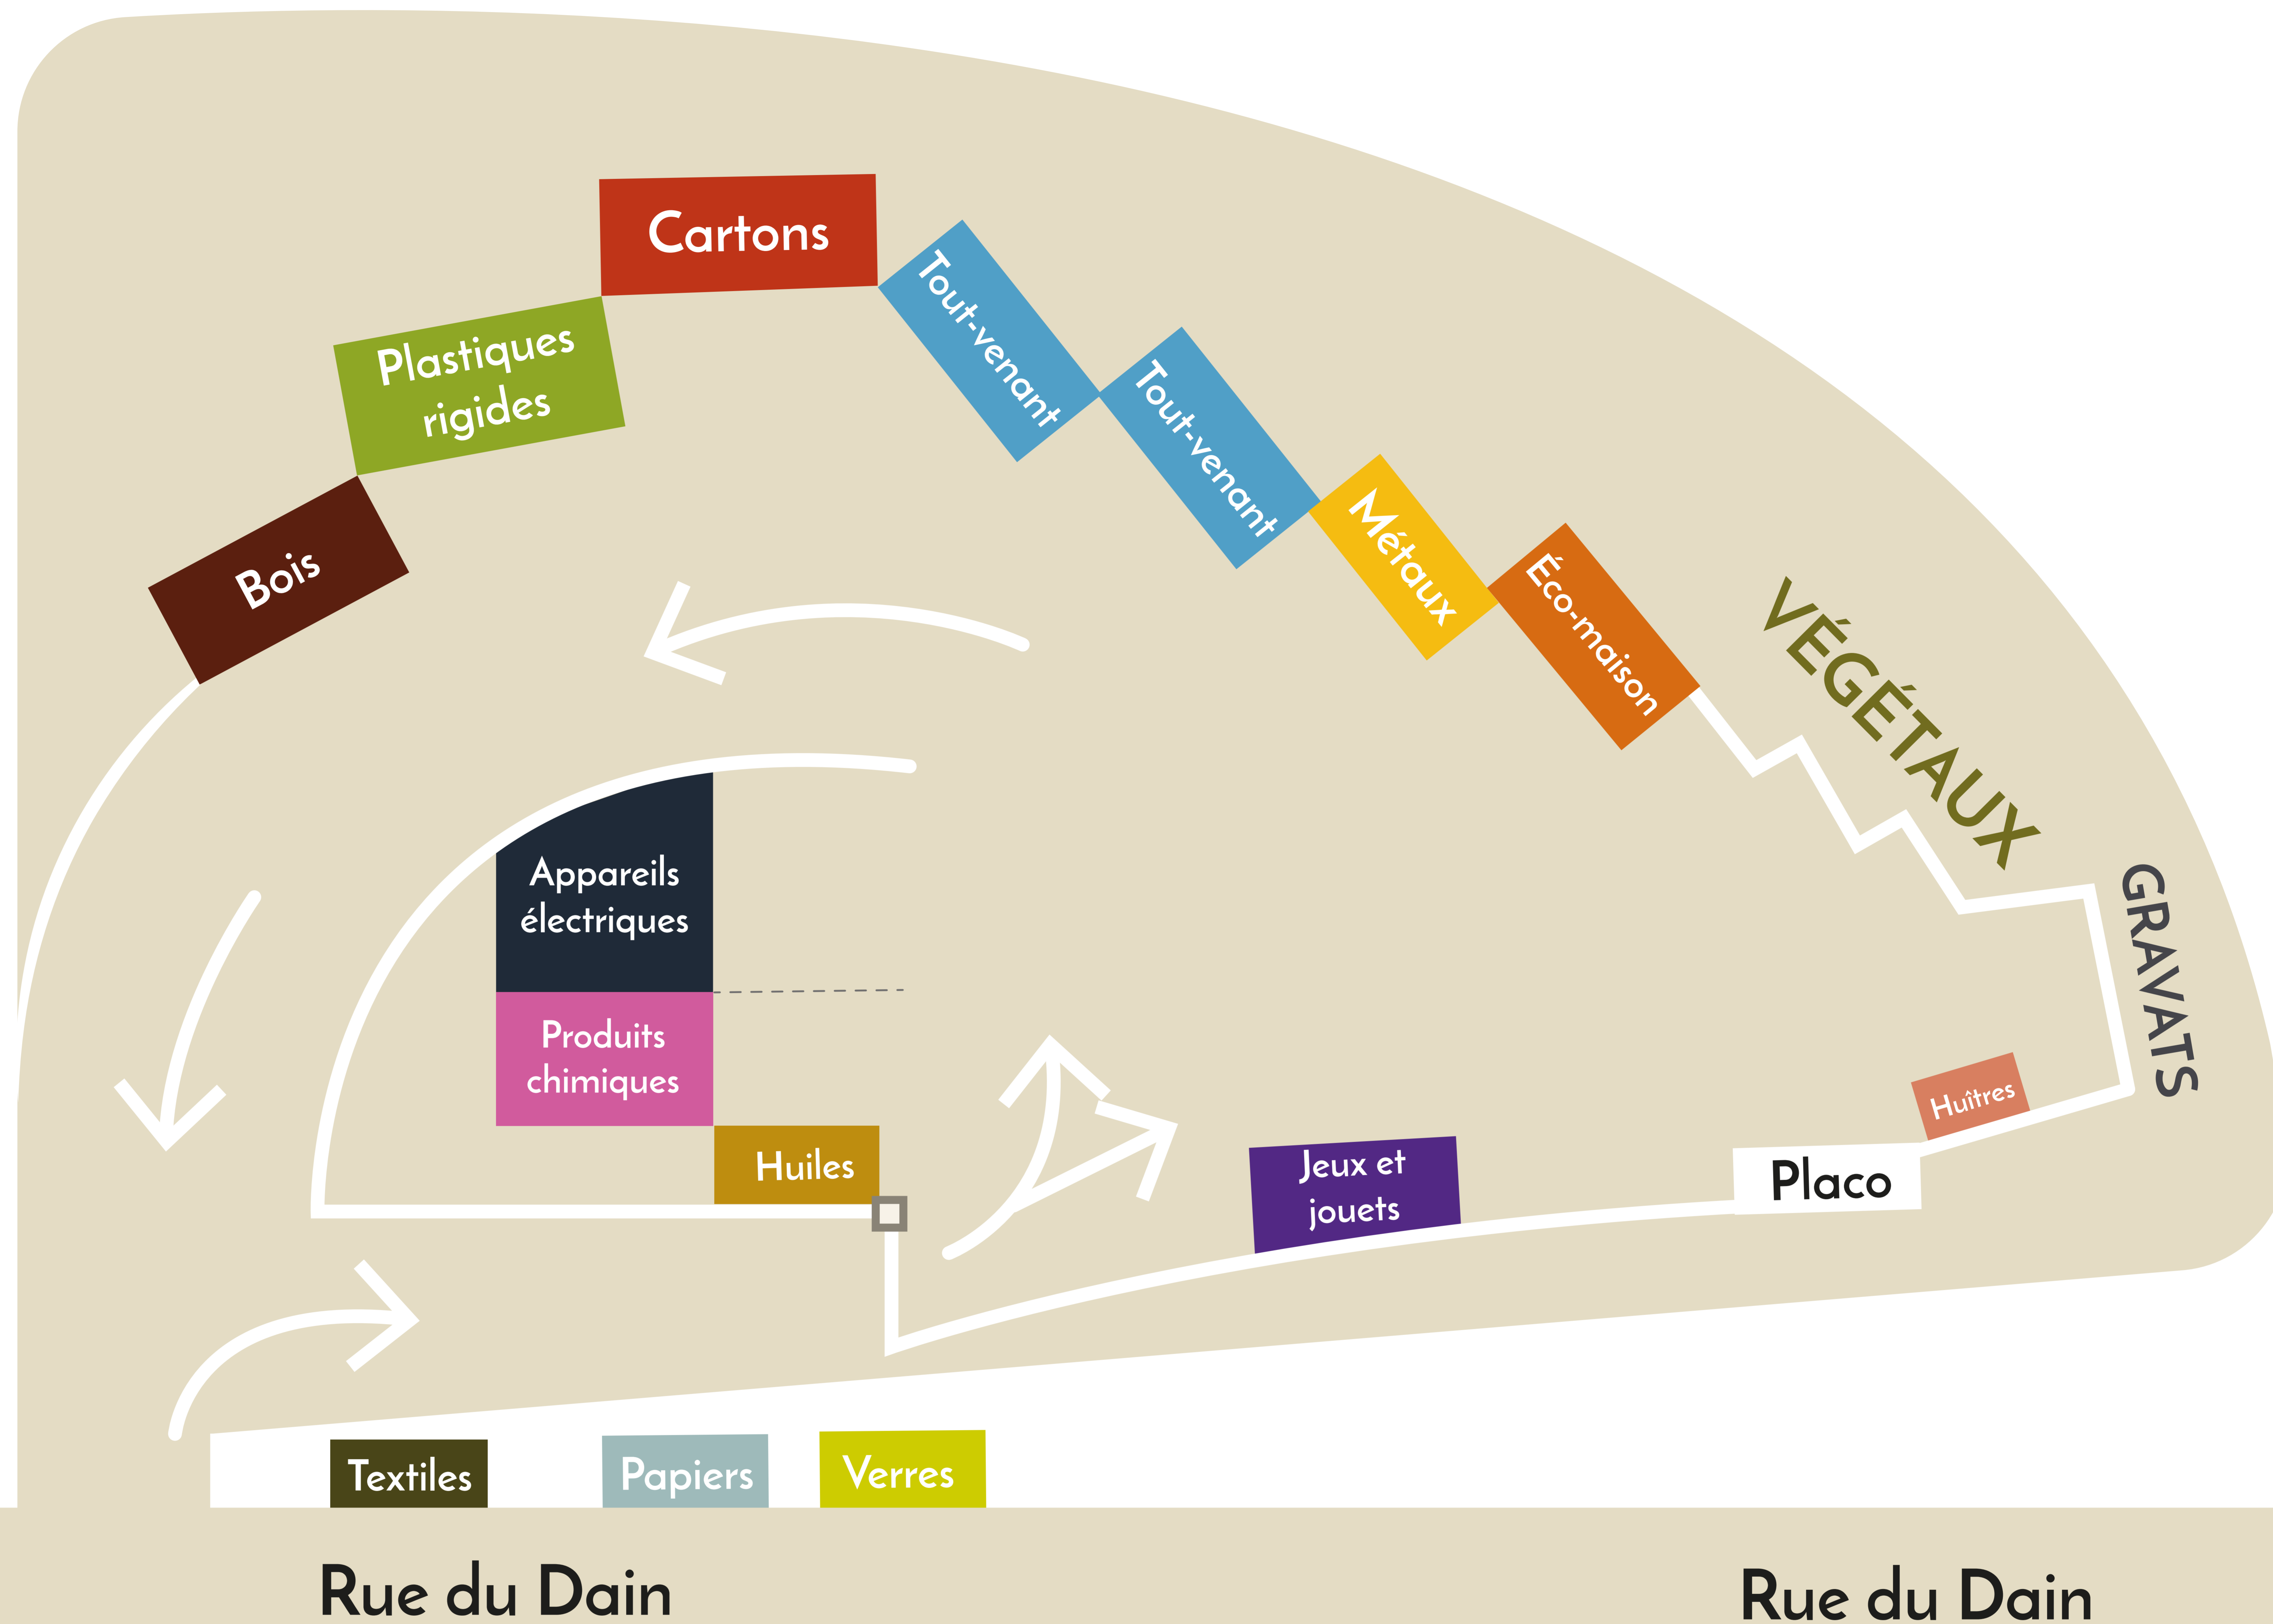 Cartons
Tout-venant
Plastiques
rigides
Tout-venant
Métaux
Bois
Éco-maison
VÉGÉTAUX
Appareils
électriques
GRAVATS
Produits
chimiques
Huîtres
Huiles
Jeux et
jouets
Placo
Textiles
Papiers
Verres
Rue du Dain
Rue du Dain